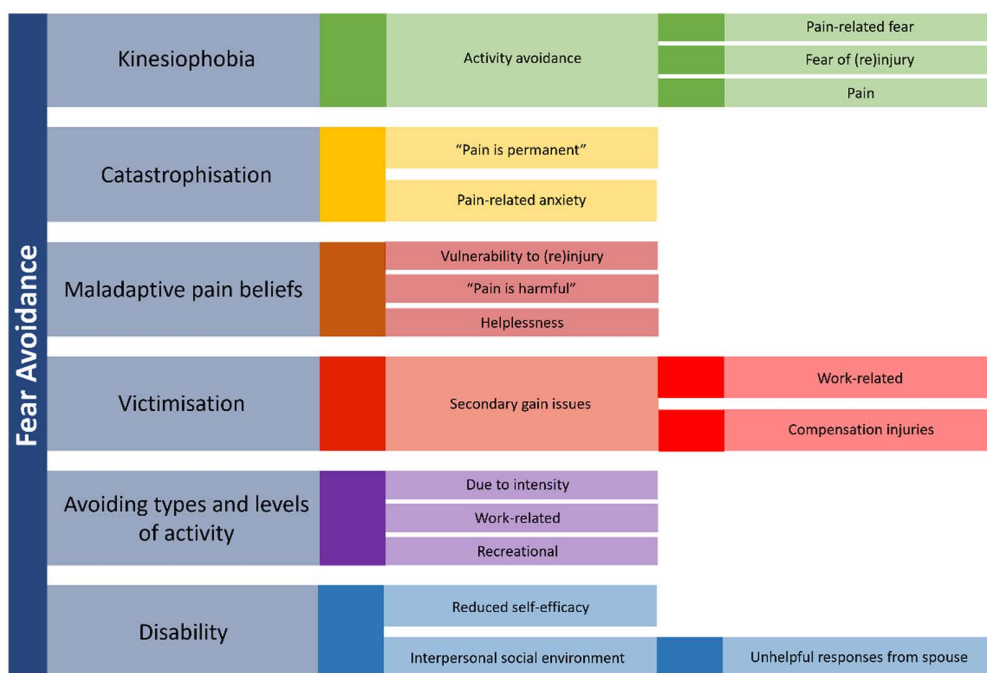 Fear Avoidance
Kinesiophobia
Activity avoidance
Pain-related fear
Fear of (re)injury
Pain
Catastrophisation
“Pain is permanent”
Pain-related anxiety
Maladaptive pain beliefs
Vulnerability to (re)injury
“Pain is harmful”
Helplessness
Victimisation
Secondary gain issues
Work-related
Compensation injuries
Avoiding types and levels
of activity
Due to intensity
Work-related
Recreational
Disability
Reduced self-efficacy
Interpersonal social environment
Unhelpful responses from spouse